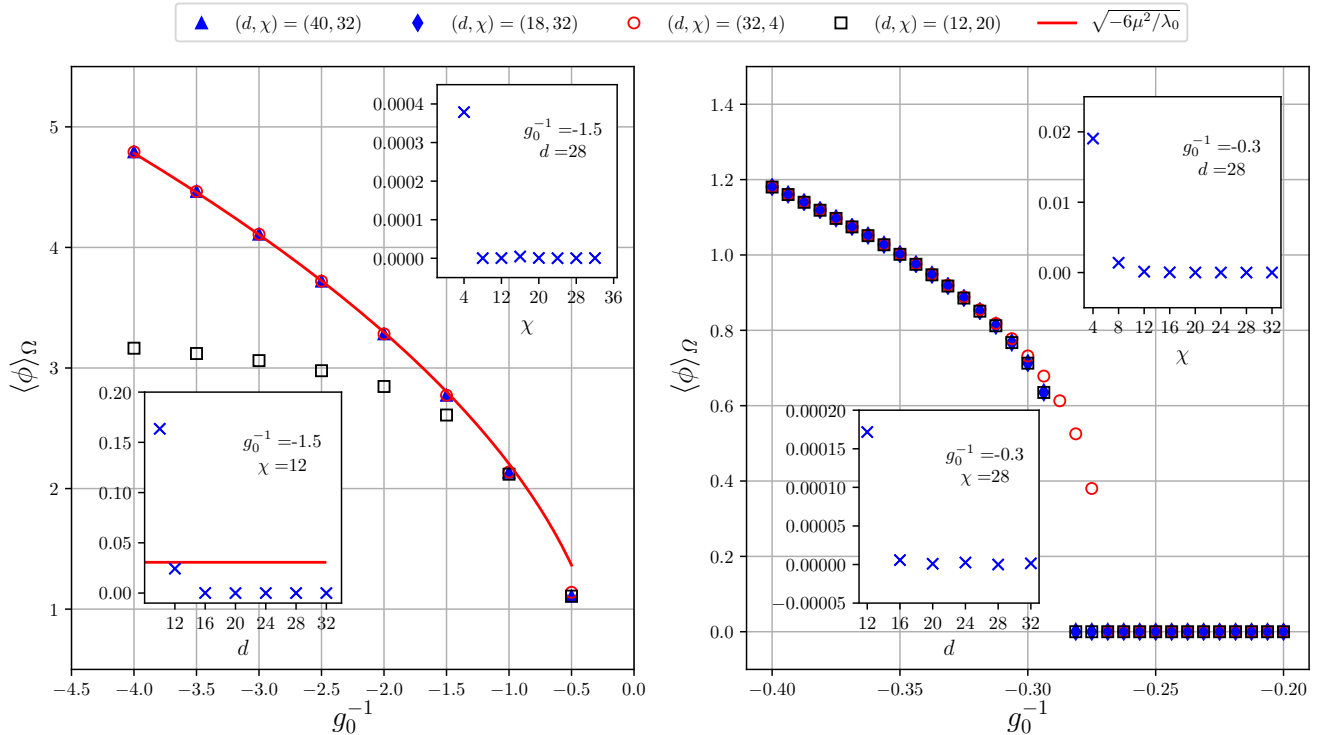 (d, χ) = (40, 32) (d, χ) = (18, 32) (d, χ) = (32, 4) (d, χ) = (12, 20) √−6μ²/λ₀
⟨ϕ⟩_Ω
5
4
3
2
1
−4.5 −4.0 −3.5 −3.0 −2.5 −2.0 −1.5 −1.0 −0.5 0.0
g₀⁻¹
0.0004
0.0003
0.0002
0.0001
0.0000
g₀⁻¹ =-1.5
d =28
4 12 20 28 36
χ
0.20
0.15
0.10
0.05
0.00
g₀⁻¹ =-1.5
χ =12
12 16 20 24 28 32
d
⟨ϕ⟩_Ω
1.4
1.2
1.0
0.8
0.6
0.4
0.2
0.0
−0.40 −0.35 −0.30 −0.25 −0.20
g₀⁻¹
0.02
0.01
0.00
g₀⁻¹ =-0.3
d =28
4 8 12 16 20 24 28 32
χ
0.00020
0.00015
0.00010
0.00005
0.00000
−0.00005
g₀⁻¹ =-0.3
χ =28
12 16 20 24 28 32
d